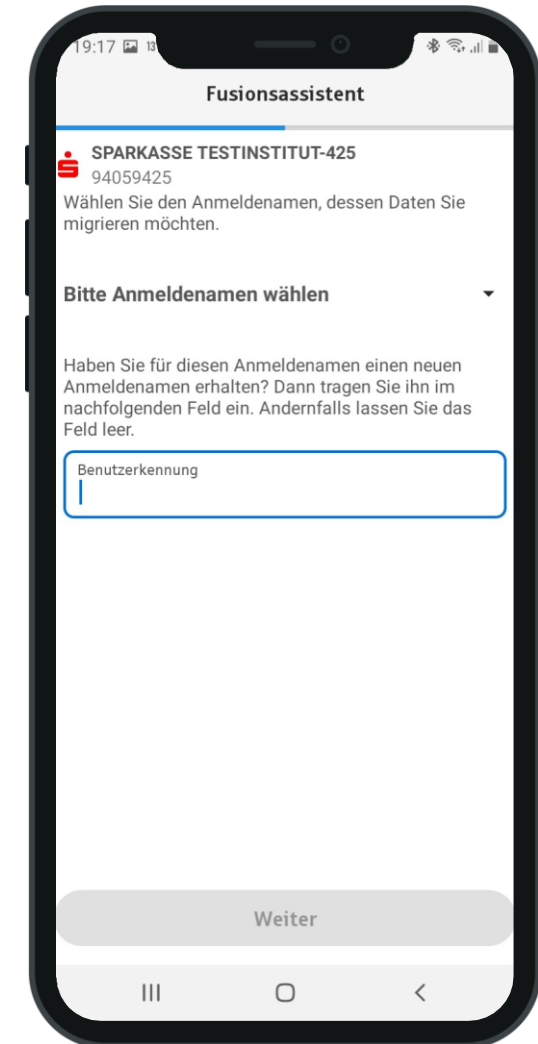 19:17 13
Fusionsassistent
SPARKASSE TESTINSTITUT-425
94059425
Wählen Sie den Anmeldenamen, dessen Daten Sie
migrieren möchten.
Bitte Anmeldenamen wählen
Haben Sie für diesen Anmeldenamen einen neuen
Anmeldenamen erhalten? Dann tragen Sie ihn im
nachfolgenden Feld ein. Andernfalls lassen Sie das
Feld leer.
Benutzerkennung
Weiter